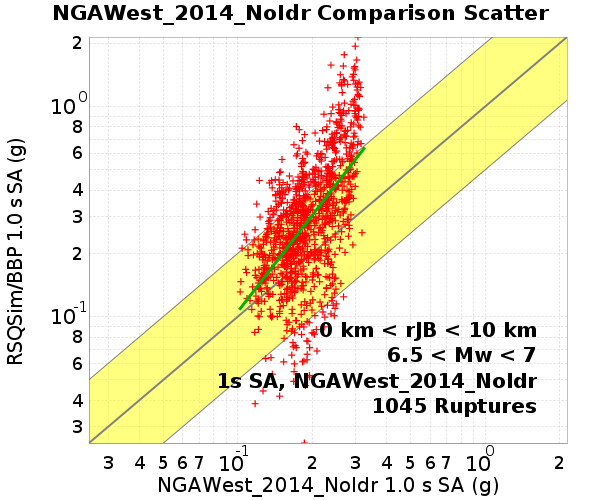 NGAWest_2014_NoIdr Comparison Scatter
RSQSim/BBP 1.0 s SA (g)
2
10^0
8
6
4
3
2
10^-1
8
6
4
3
0 km < rJB < 10 km
6.5 < Mw < 7
1s SA, NGAWest_2014_NoIdr
1045 Ruptures
3 4 5 6 7 10^-1 2 3 4 5 6 7 10^0 2
NGAWest_2014_NoIdr 1.0 s SA (g)